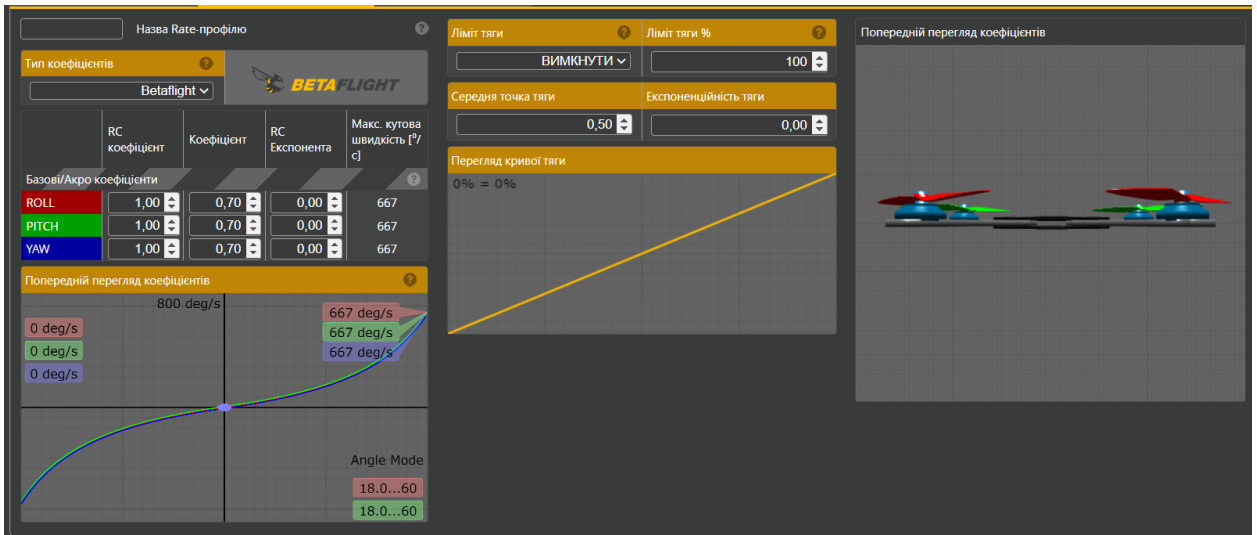 Назва Rate-профілю
Тип коефіцієнтів
Betaflight
BETAFLIGHT
RC коефіцієнт
Коефіцієнт
RC Експонента
Макс. кутова швидкість [⁰/с]
Базові/Акро коефіцієнти
ROLL 1,00 0,70 0,00 667
PITCH 1,00 0,70 0,00 667
YAW 1,00 0,70 0,00 667
Попередній перегляд коефіцієнтів
800 deg/s
667 deg/s
0 deg/s
667 deg/s
0 deg/s
667 deg/s
0 deg/s
Angle Mode
18.0...60
18.0...60
Ліміт тяги
Ліміт тяги %
ВИМКНУТИ
100
Середня точка тяги
Експоненційність тяги
0,50
0,00
Перегляд кривої тяги
0% = 0%
Попередній перегляд коефіцієнтів